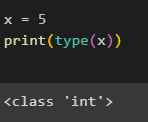 x = 5
print(type(x))
<class 'int'>